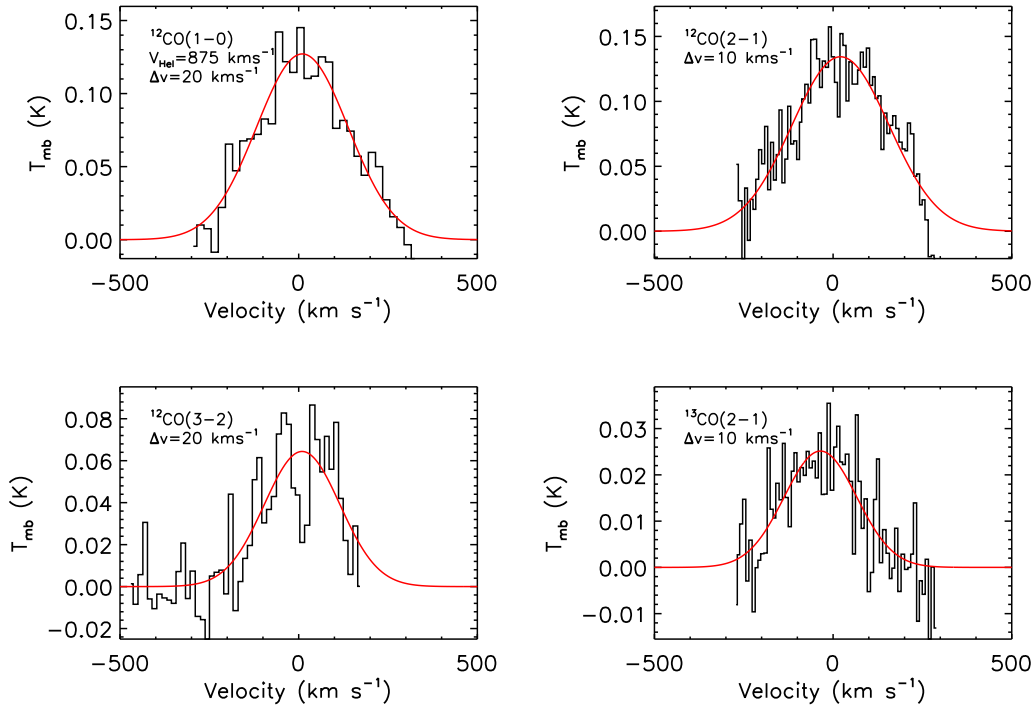 ¹²CO(1−0)
V_Hel=875 kms⁻¹
Δv=20 kms⁻¹
T_mb (K)
0.15
0.10
0.05
0.00
−500 0 500
Velocity (km s⁻¹)
¹²CO(2−1)
Δv=10 kms⁻¹
T_mb (K)
0.15
0.10
0.05
0.00
−500 0 500
Velocity (km s⁻¹)
¹²CO(3−2)
Δv=20 kms⁻¹
T_mb (K)
0.08
0.06
0.04
0.02
0.00
−0.02
−500 0 500
Velocity (km s⁻¹)
¹³CO(2−1)
Δv=10 kms⁻¹
T_mb (K)
0.03
0.02
0.01
0.00
−0.01
−500 0 500
Velocity (km s⁻¹)